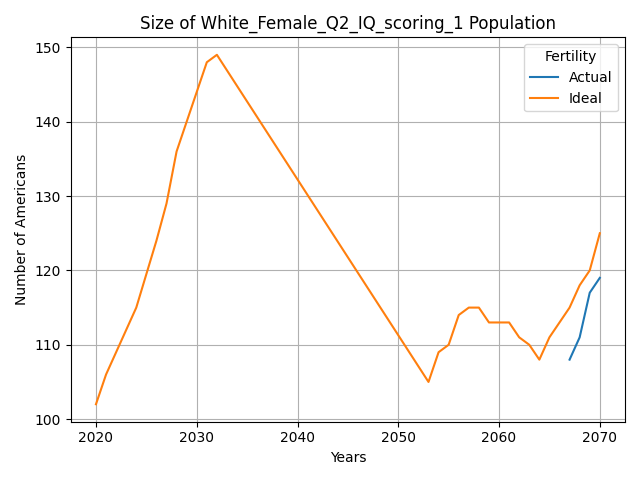 Size of White_Female_Q2_IQ_scoring_1 Population
Number of Americans
150
140
130
120
110
100
Fertility
Actual
Ideal
2020 2030 2040 2050 2060 2070
Years